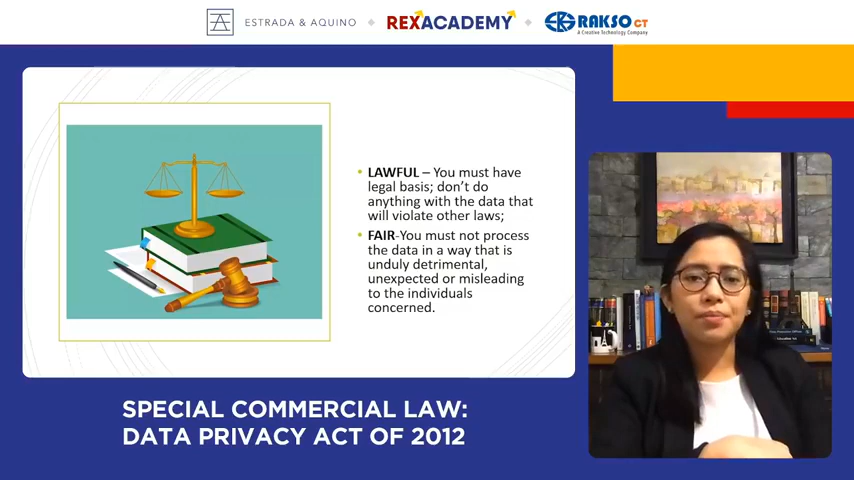 ESTRADA & AQUINO
REXACADEMY
RAKSO CT
A Creative Technology Company
• LAWFUL – You must have
legal basis; don't do
anything with the data that
will violate other laws;
• FAIR-You must not process
the data in a way that is
unduly detrimental,
unexpected or misleading
to the individuals
concerned.
SPECIAL COMMERCIAL LAW:
DATA PRIVACY ACT OF 2012